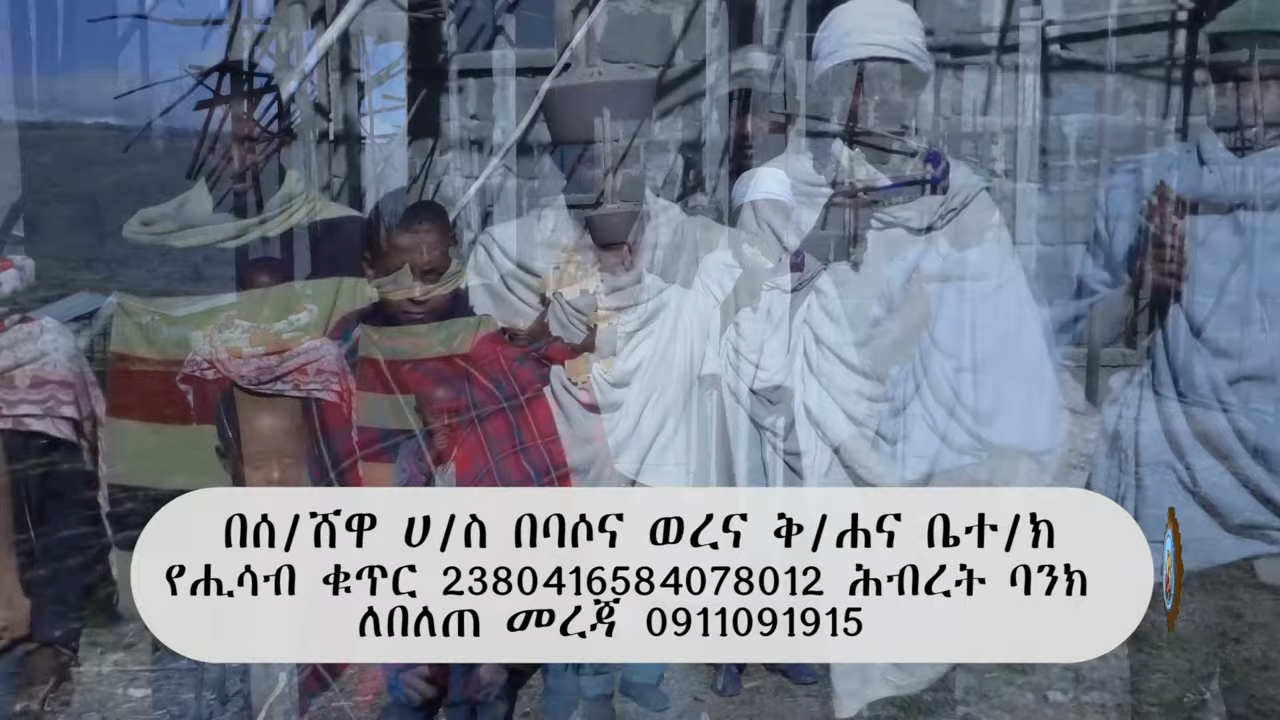 በሰ/ሸዋ ሀ/ስ በባሶና ወረና ቅ/ሐና ቤተ/ክ
የሒሳብ ቁጥር 2380416584078012 ሕብረት ባንክ
ለበለጠ መረጃ 0911091915